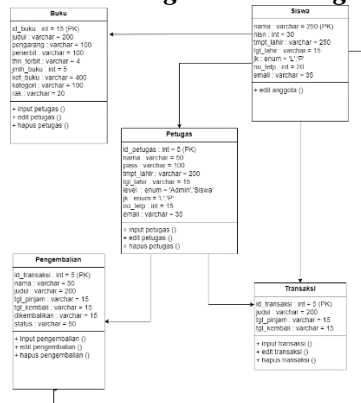 Buku
id_buku : int = 15 (PK)
judul : varchar = 200
pengarang : varchar = 100
penerbit : varchar = 100
thn_terbit : varchar = 4
jmlh_buku : int = 5
ket_buku : varchar = 400
kategori : varchar = 100
rak : varchar = 20
+ input petugas ()
+ edit petugas ()
+ hapus petugas ()
Siswa
nama : varchar = 250 (PK)
nisn : int = 30
tmpt_lahir : varchar = 250
tgl_lahir : varchar = 15
jk : enum = 'L','P'
no_telp : int = 20
email : varchar = 35
+ edit anggota ()
Petugas
id_petugas : int = 5 (PK)
nama : varchar = 50
pass : varchar = 100
tmpt_lahir : varchar = 200
tgl_lahir : varchar = 15
level : enum = 'Admin','Siswa'
jk : enum = 'L','P'
no_telp : int = 15
email : varchar = 35
+ input petugas ()
+ edit petugas ()
+ hapus petugas ()
Pengembalian
id_transaksi : int = 5 (PK)
nama : varchar = 50
judul : varchar = 200
tgl_pinjam : varchar = 15
tgl_kembali : varchar = 15
dikembalikan : varchar = 15
status : varchar = 50
+ input pengembalian ()
+ edit pengembalian ()
+ hapus pengembalian ()
Transaksi
id_transaksi : int = 5 (PK)
judul : varchar = 200
tgl_pinjam : varchar = 15
tgl_kembali : varchar = 15
+ input transaksi ()
+ edit transaksi ()
+ hapus transaksi ()